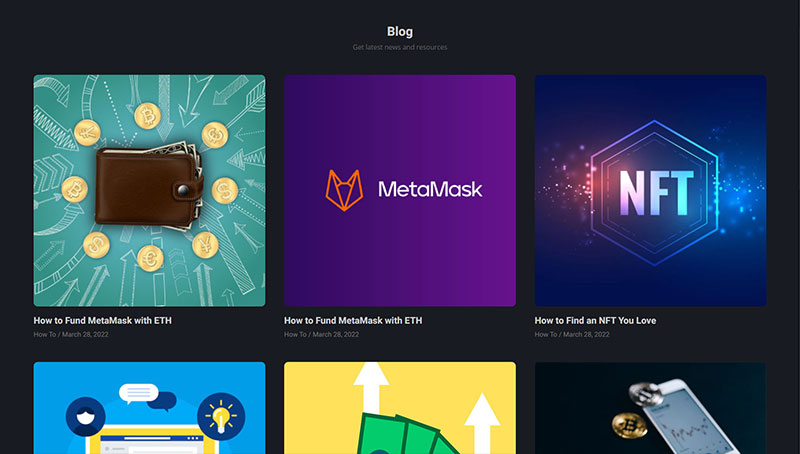 Blog
Get latest news and resources
MetaMask
NFT
How to Fund MetaMask with ETH
How To / March 28, 2022
How to Fund MetaMask with ETH
How To / March 28, 2022
How to Find an NFT You Love
How To / March 28, 2022